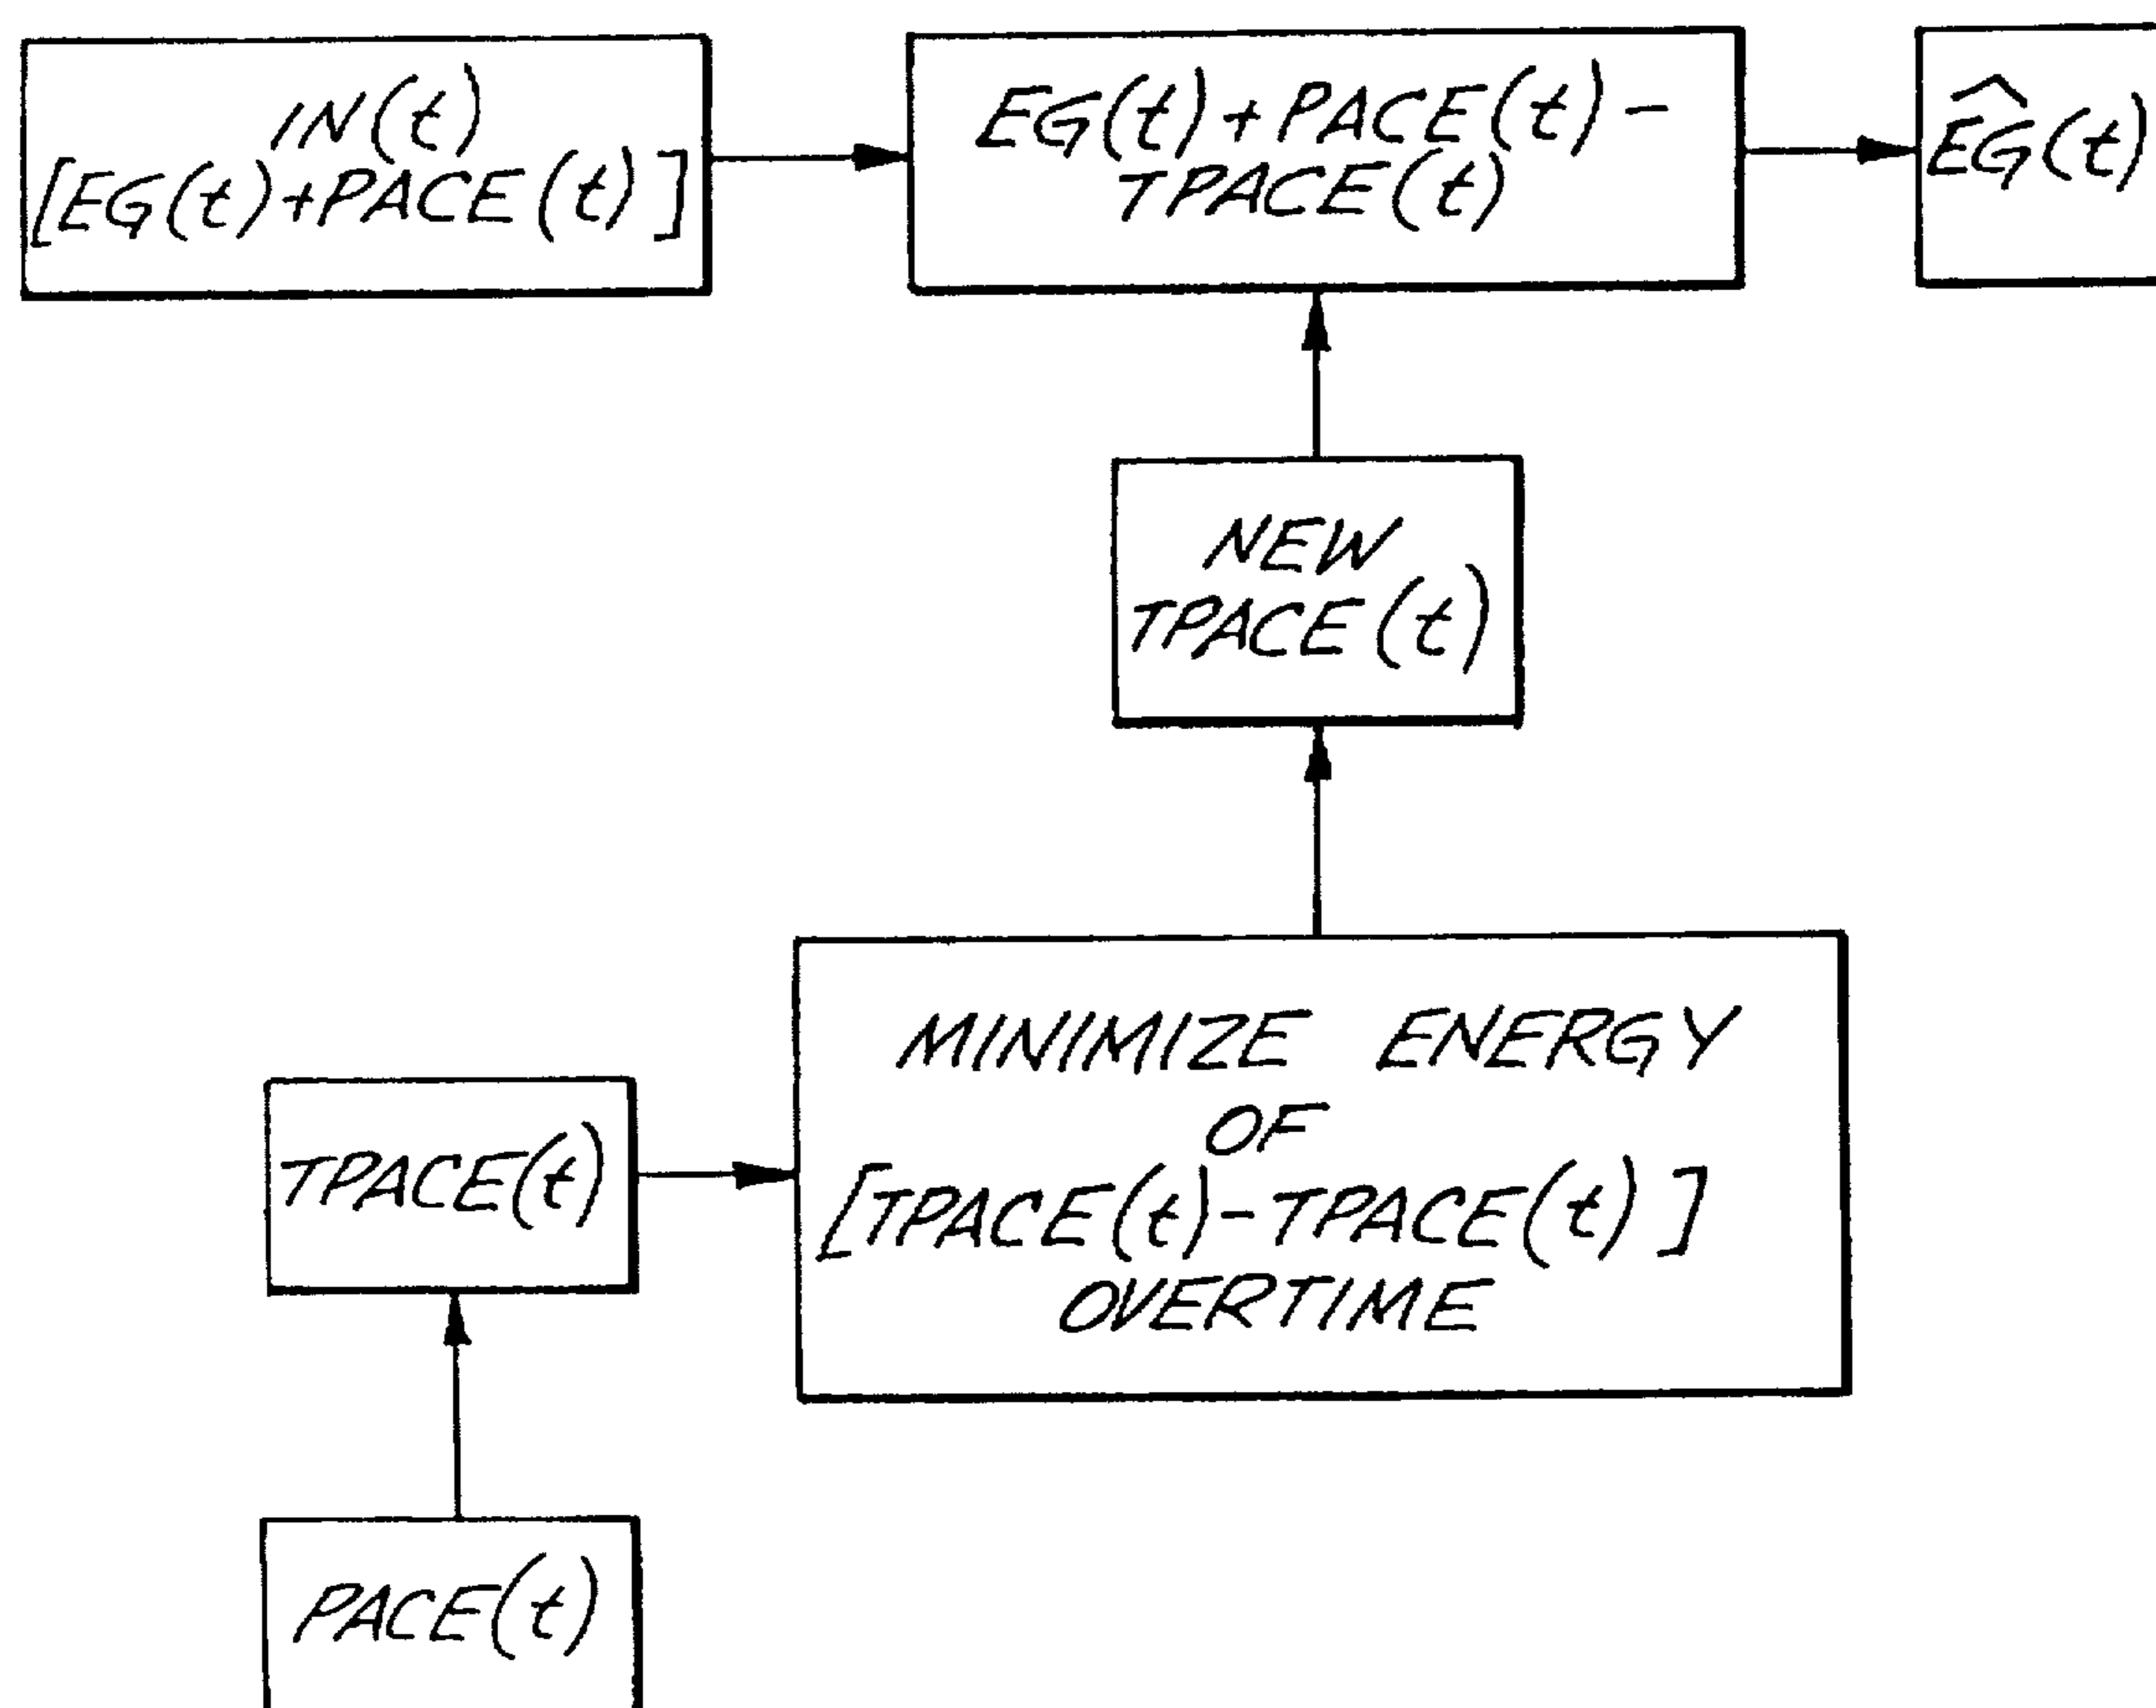 IN(t)
[EG(t)+PACE(t)]
EG(t)+PACE(t)-
TPACE(t)
ÊG(t)
NEW
TPACE(t)
MINIMIZE ENERGY
OF
[TPACE(t)-TPACE(t)]
OVERTIME
TPACE(t)
PACE(t)